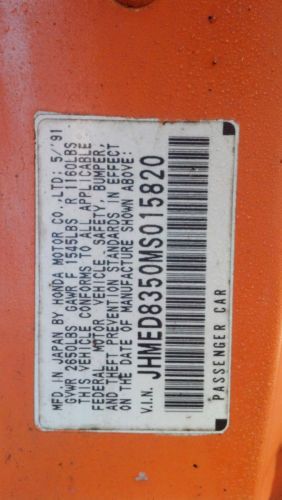 MFD. IN JAPAN BY HONDA MOTOR CO., LTD: 5/'91
GVWR 2650LBS GAWR F 1545LBS R 1160LBS
THIS VEHICLE CONFORMS TO ALL APPLICABLE
FEDERAL MOTOR VEHICLE SAFETY, BUMPER,
AND THEFT PREVENTION STANDARDS IN EFFECT
ON THE DATE OF MANUFACTURE SHOWN ABOVE:
V.I.N. JHMED8350MS015820
PASSENGER CAR